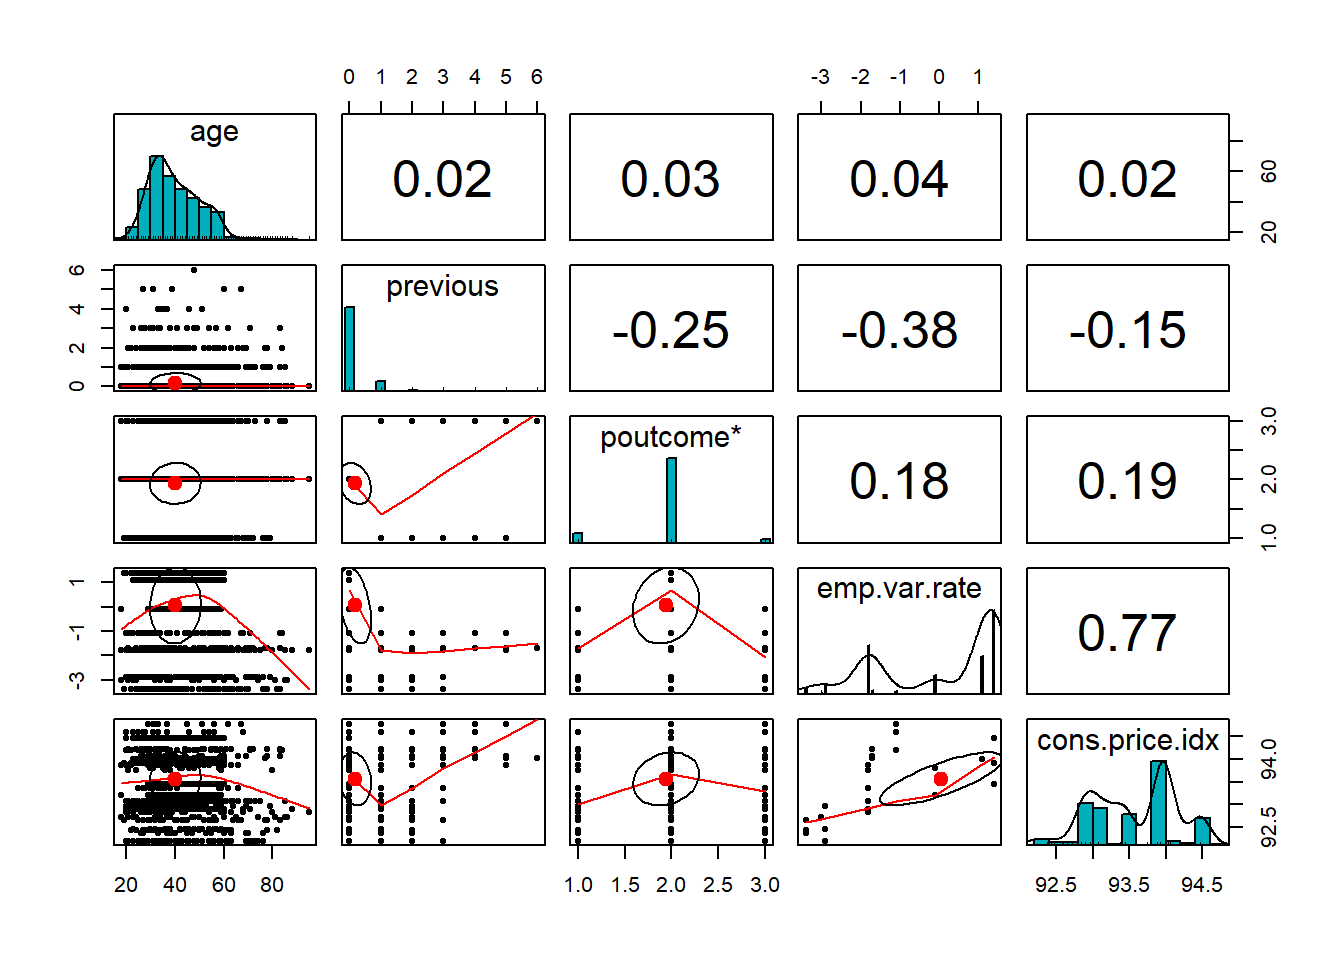 0 1 2 3 4 5 6 -3 -2 -1 0 1
age
0.02 0.03 0.04 0.02
20 60
0 2 4 6
previous
-0.25 -0.38 -0.15
poutcome*
0.18 0.19
1.0 2.0 3.0
-3 -1 1
emp.var.rate
0.77
cons.price.idx
92.5 94.0
20 40 60 80 1.0 1.5 2.0 2.5 3.0 92.5 93.5 94.5